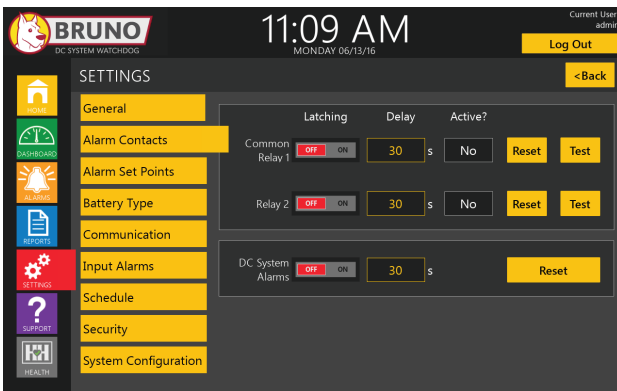 BRUNO
DC SYSTEM WATCHDOG
11:09 AM
MONDAY 06/13/16
Current User
admin
Log Out
SETTINGS
<Back
HOME
DASHBOARD
ALARMS
REPORTS
SETTINGS
SUPPORT
HEALTH
General
Alarm Contacts
Alarm Set Points
Battery Type
Communication
Input Alarms
Schedule
Security
System Configuration
Latching Delay Active?
Common
Relay 1 OFF ON 30 s No Reset Test
Relay 2 OFF ON 30 s No Reset Test
DC System
Alarms OFF ON 30 s Reset